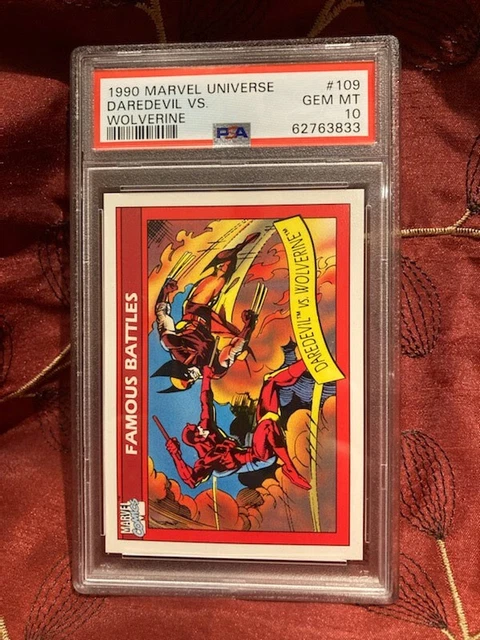 1990 MARVEL UNIVERSE #109
DAREDEVIL VS. GEM MT
WOLVERINE 10
PSA 62763833
FAMOUS BATTLES
MARVEL
COMICS
DAREDEVIL™ VS. WOLVERINE™